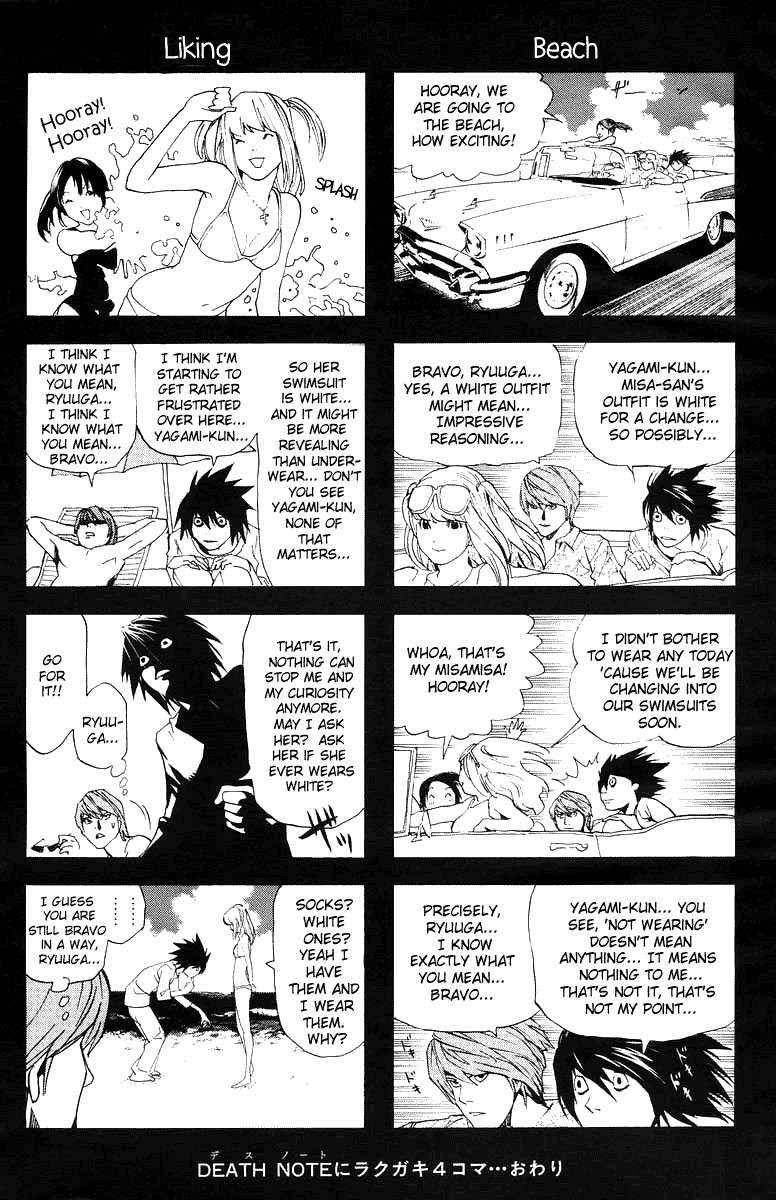 Beach
HOORAY, WE
ARE GOING TO
THE BEACH,
HOW EXCITING!
YAGAMI-KUN...
MISA-SAN'S
OUTFIT IS WHITE
FOR A CHANGE...
SO POSSIBLY...
BRAVO, RYUUGA...
YES, A WHITE OUTFIT
MIGHT MEAN...
IMPRESSIVE
REASONING...
I DIDN'T BOTHER
TO WEAR ANY TODAY
'CAUSE WE'LL BE
CHANGING INTO
OUR SWIMSUITS
SOON.
WHOA, THAT'S
MY MISAMISA!
HOORAY!
YAGAMI-KUN... YOU
SEE, 'NOT WEARING'
DOESN'T MEAN
ANYTHING... IT MEANS
NOTHING TO ME...
THAT'S NOT IT, THAT'S
NOT MY POINT...
PRECISELY,
RYUUGA...
I KNOW
EXACTLY WHAT
YOU MEAN...
BRAVO...
ドキ
ドキ
Liking
Hooray!
Hooray!
SPLASH
SO HER
SWIMSUIT
IS WHITE...
AND IT MIGHT
BE MORE
REVEALING
THAN UNDER-
WEAR... DON'T
YOU SEE
YAGAMI-KUN,
NONE OF
THAT
MATTERS...
I THINK I'M
STARTING TO
GET RATHER
FRUSTRATED
OVER HERE...
YAGAMI-KUN...
I THINK I
KNOW WHAT
YOU MEAN,
RYUUGA...
I THINK I
KNOW WHAT
YOU MEAN...
BRAVO...
THAT'S IT,
NOTHING CAN
STOP ME AND
MY CURIOSITY
ANYMORE.
MAY I ASK
HER? ASK
HER IF SHE
EVER WEARS
WHITE?
RYUU-
GA...
GO
FOR
IT!!
SOCKS?
WHITE
ONES?
YEAH I
HAVE
THEM AND
I WEAR
THEM.
WHY?
......
I GUESS
YOU ARE
STILL BRAVO
IN A WAY,
RYUUGA...
デス ノート
DEATH NOTEにラクガキ4コマ…おわり